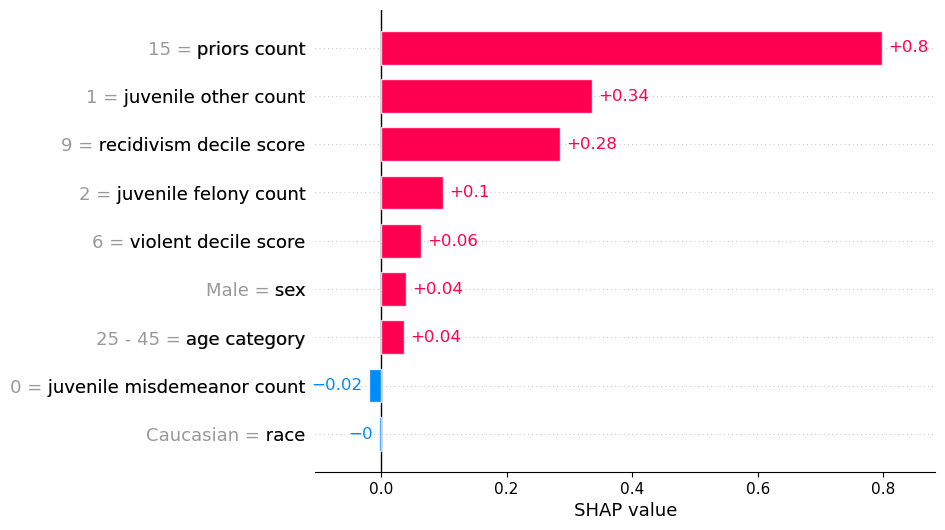 15 = priors count
+0.8
1 = juvenile other count
+0.34
9 = recidivism decile score
+0.28
2 = juvenile felony count
+0.1
6 = violent decile score
+0.06
Male = sex
+0.04
25 - 45 = age category
+0.04
0 = juvenile misdemeanor count
−0.02
Caucasian = race
−0
0.0 0.2 0.4 0.6 0.8
SHAP value